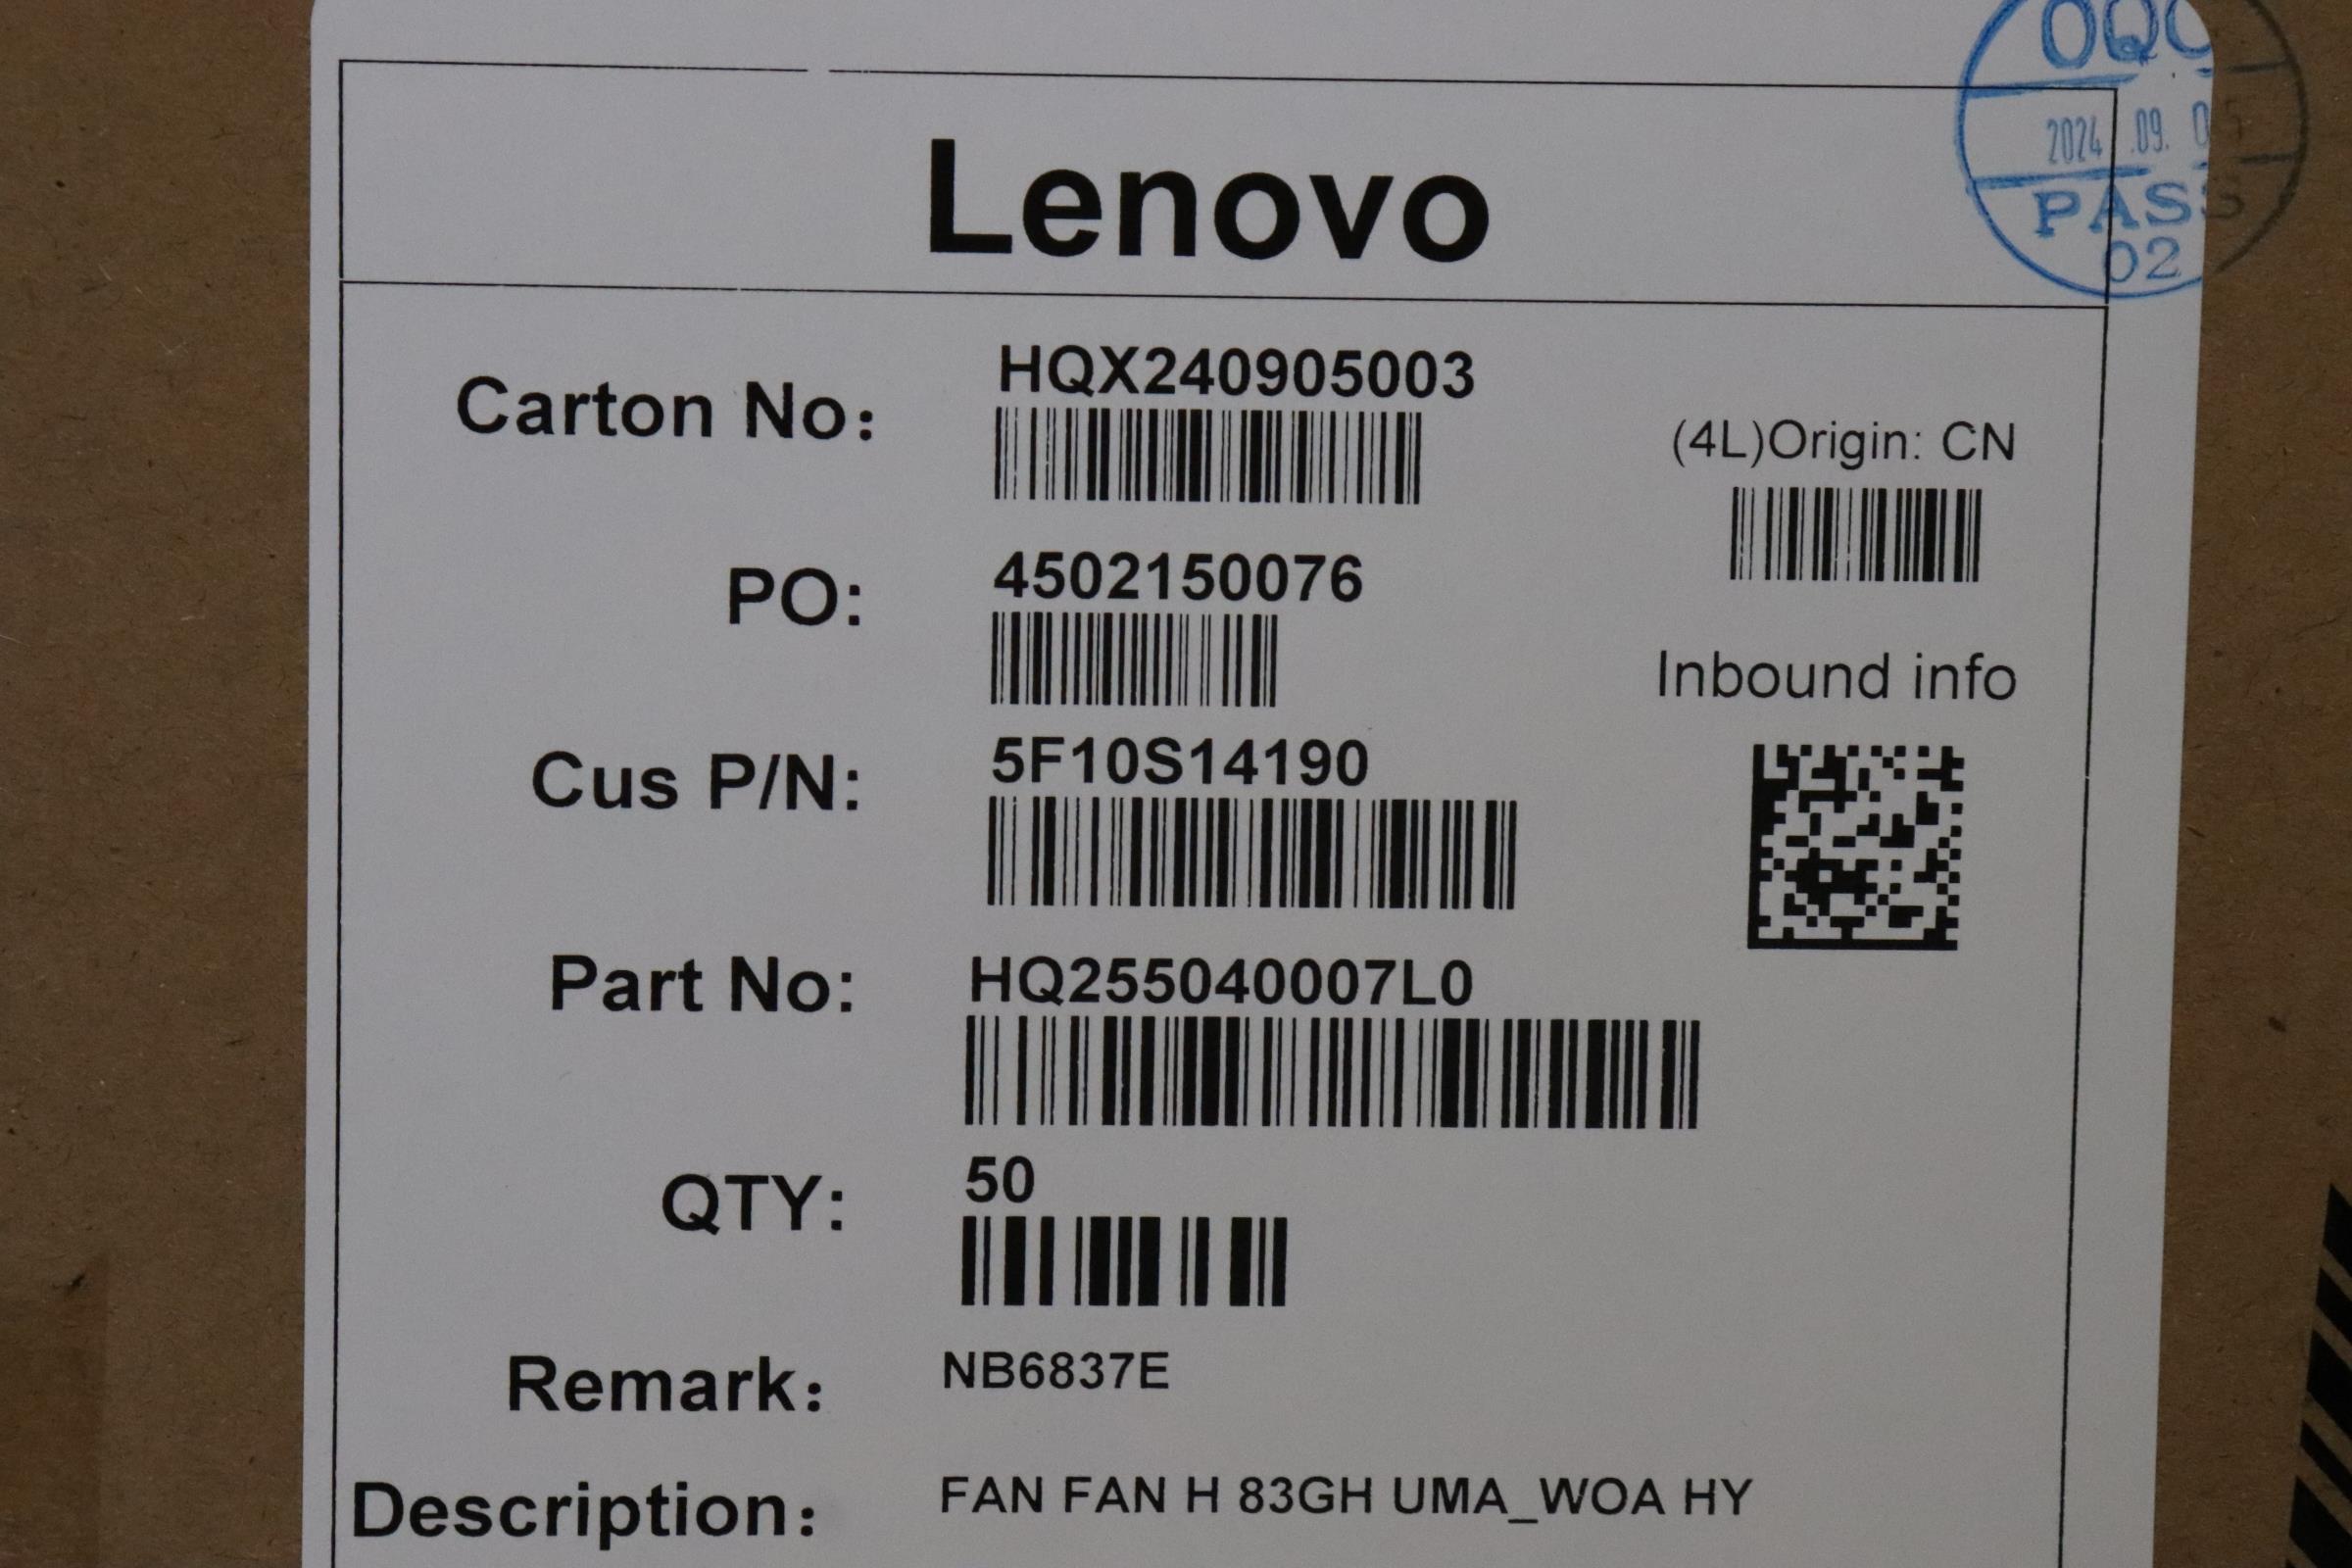 OQC
2024.09.05
PASS
02
Lenovo
Carton No: HQX240905003
(4L)Origin: CN
PO: 4502150076
Inbound info
Cus P/N: 5F10S14190
Part No: HQ255040007L0
QTY: 50
Remark: NB6837E
Description: FAN FAN H 83GH UMA_WOA HY